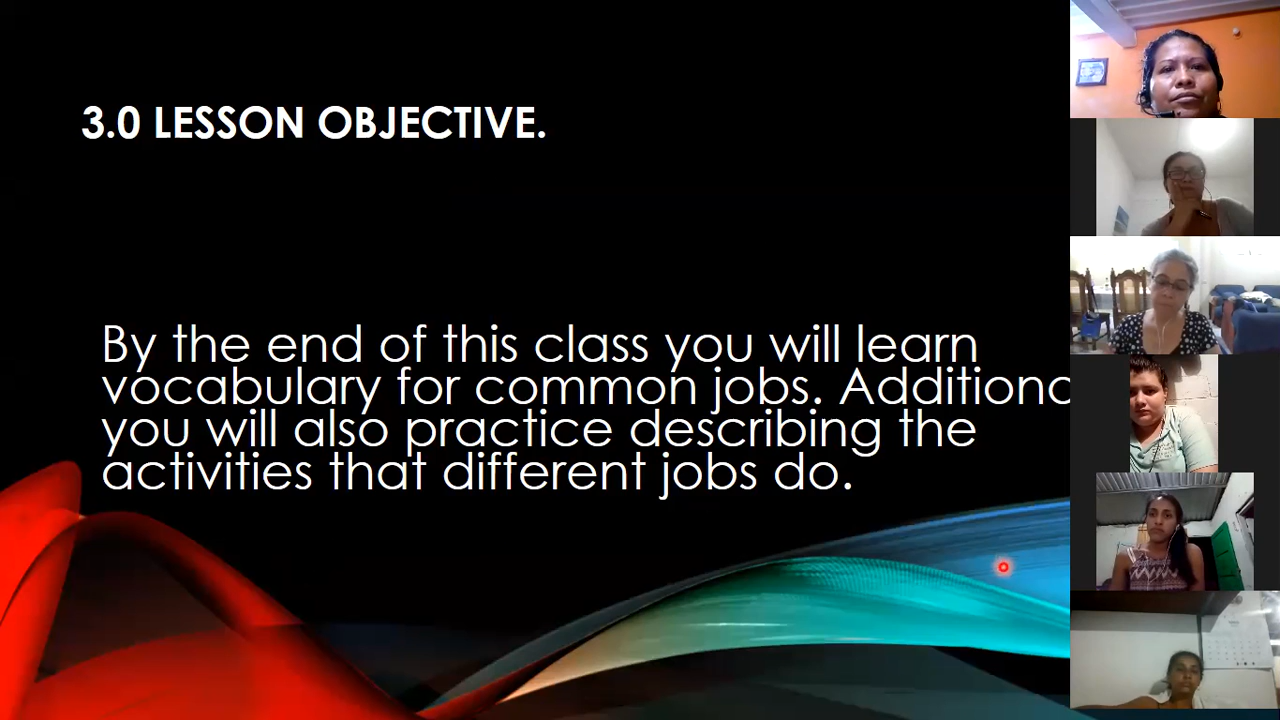 3.0 LESSON OBJECTIVE.
By the end of this class you will learn
vocabulary for common jobs.
you will also practice describing the
activities that different jobs do.